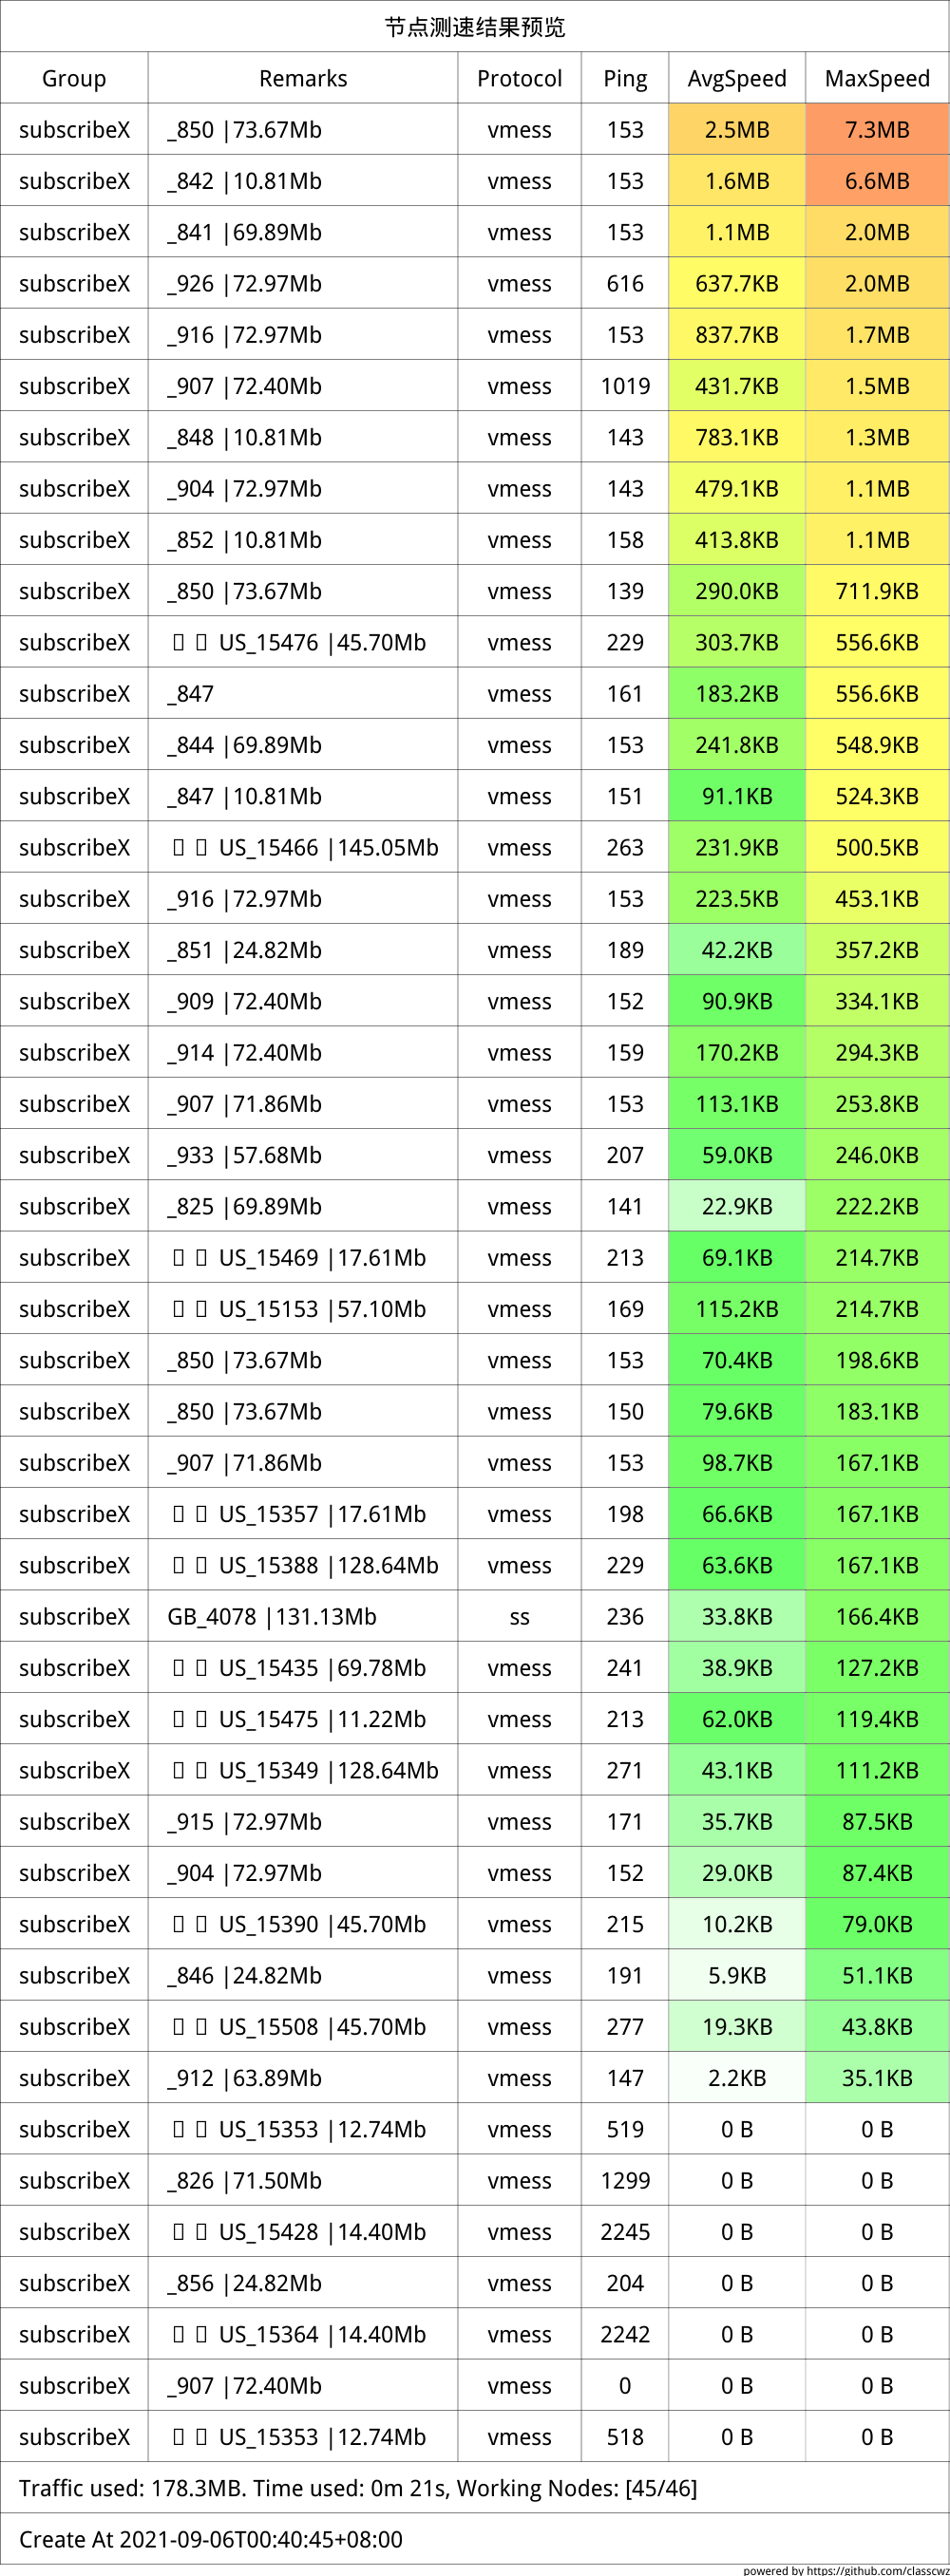 节点测速结果预览
Group Remarks Protocol Ping AvgSpeed MaxSpeed
subscribeX _850 |73.67Mb vmess 153 2.5MB 7.3MB
subscribeX _842 |10.81Mb vmess 153 1.6MB 6.6MB
subscribeX _841 |69.89Mb vmess 153 1.1MB 2.0MB
subscribeX _926 |72.97Mb vmess 616 637.7KB 2.0MB
subscribeX _916 |72.97Mb vmess 153 837.7KB 1.7MB
subscribeX _907 |72.40Mb vmess 1019 431.7KB 1.5MB
subscribeX _848 |10.81Mb vmess 143 783.1KB 1.3MB
subscribeX _904 |72.97Mb vmess 143 479.1KB 1.1MB
subscribeX _852 |10.81Mb vmess 158 413.8KB 1.1MB
subscribeX _850 |73.67Mb vmess 139 290.0KB 711.9KB
subscribeX US_15476 |45.70Mb vmess 229 303.7KB 556.6KB
subscribeX _847 vmess 161 183.2KB 556.6KB
subscribeX _844 |69.89Mb vmess 153 241.8KB 548.9KB
subscribeX _847 |10.81Mb vmess 151 91.1KB 524.3KB
subscribeX US_15466 |145.05Mb vmess 263 231.9KB 500.5KB
subscribeX _916 |72.97Mb vmess 153 223.5KB 453.1KB
subscribeX _851 |24.82Mb vmess 189 42.2KB 357.2KB
subscribeX _909 |72.40Mb vmess 152 90.9KB 334.1KB
subscribeX _914 |72.40Mb vmess 159 170.2KB 294.3KB
subscribeX _907 |71.86Mb vmess 153 113.1KB 253.8KB
subscribeX _933 |57.68Mb vmess 207 59.0KB 246.0KB
subscribeX _825 |69.89Mb vmess 141 22.9KB 222.2KB
subscribeX US_15469 |17.61Mb vmess 213 69.1KB 214.7KB
subscribeX US_15153 |57.10Mb vmess 169 115.2KB 214.7KB
subscribeX _850 |73.67Mb vmess 153 70.4KB 198.6KB
subscribeX _850 |73.67Mb vmess 150 79.6KB 183.1KB
subscribeX _907 |71.86Mb vmess 153 98.7KB 167.1KB
subscribeX US_15357 |17.61Mb vmess 198 66.6KB 167.1KB
subscribeX US_15388 |128.64Mb vmess 229 63.6KB 167.1KB
subscribeX GB_4078 |131.13Mb ss 236 33.8KB 166.4KB
subscribeX US_15435 |69.78Mb vmess 241 38.9KB 127.2KB
subscribeX US_15475 |11.22Mb vmess 213 62.0KB 119.4KB
subscribeX US_15349 |128.64Mb vmess 271 43.1KB 111.2KB
subscribeX _915 |72.97Mb vmess 171 35.7KB 87.5KB
subscribeX _904 |72.97Mb vmess 152 29.0KB 87.4KB
subscribeX US_15390 |45.70Mb vmess 215 10.2KB 79.0KB
subscribeX _846 |24.82Mb vmess 191 5.9KB 51.1KB
subscribeX US_15508 |45.70Mb vmess 277 19.3KB 43.8KB
subscribeX _912 |63.89Mb vmess 147 2.2KB 35.1KB
subscribeX US_15353 |12.74Mb vmess 519 0 B 0 B
subscribeX _826 |71.50Mb vmess 1299 0 B 0 B
subscribeX US_15428 |14.40Mb vmess 2245 0 B 0 B
subscribeX _856 |24.82Mb vmess 204 0 B 0 B
subscribeX US_15364 |14.40Mb vmess 2242 0 B 0 B
subscribeX _907 |72.40Mb vmess 0 0 B 0 B
subscribeX US_15353 |12.74Mb vmess 518 0 B 0 B
Traffic used: 178.3MB. Time used: 0m 21s, Working Nodes: [45/46]
Create At 2021-09-06T00:40:45+08:00
powered by https://github.com/classcwz